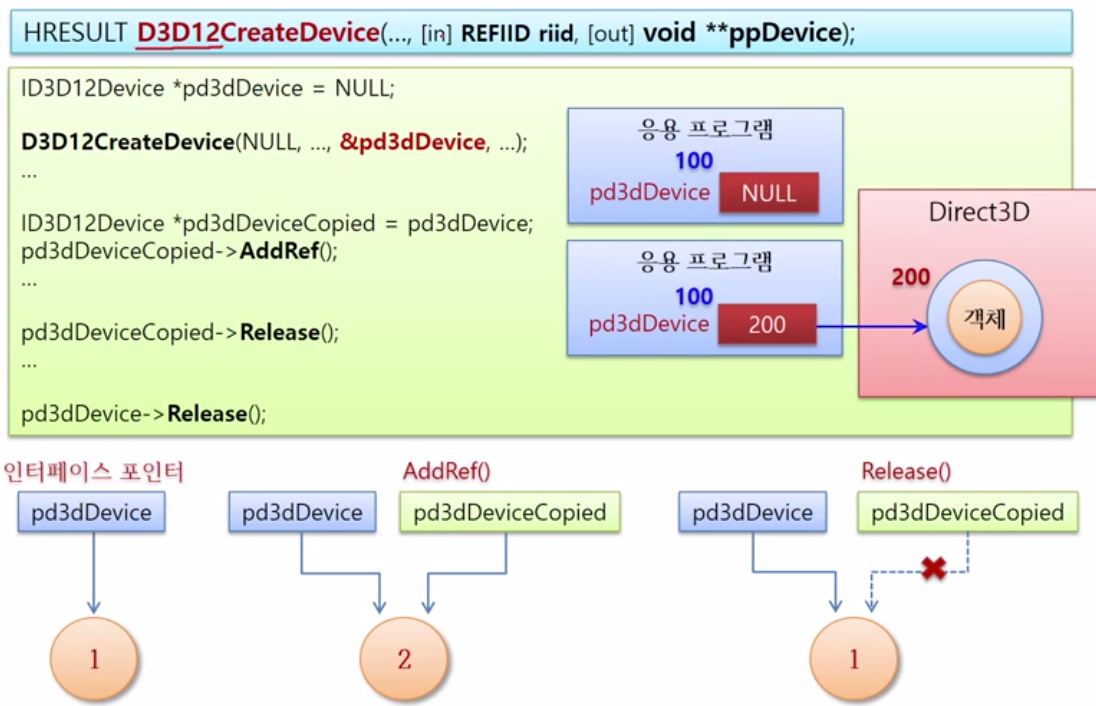 HRESULT D3D12CreateDevice(..., [in] REFIID riid, [out] void **ppDevice);
ID3D12Device *pd3dDevice = NULL;
D3D12CreateDevice(NULL, ..., &pd3dDevice, ...);
...
ID3D12Device *pd3dDeviceCopied = pd3dDevice;
pd3dDeviceCopied->AddRef();
...
pd3dDeviceCopied->Release();
...
pd3dDevice->Release();
응용 프로그램
100
pd3dDevice NULL
응용 프로그램
100
pd3dDevice 200
Direct3D
200
객체
인터페이스 포인터
pd3dDevice
1
AddRef()
pd3dDevice pd3dDeviceCopied
2
Release()
pd3dDevice pd3dDeviceCopied
1